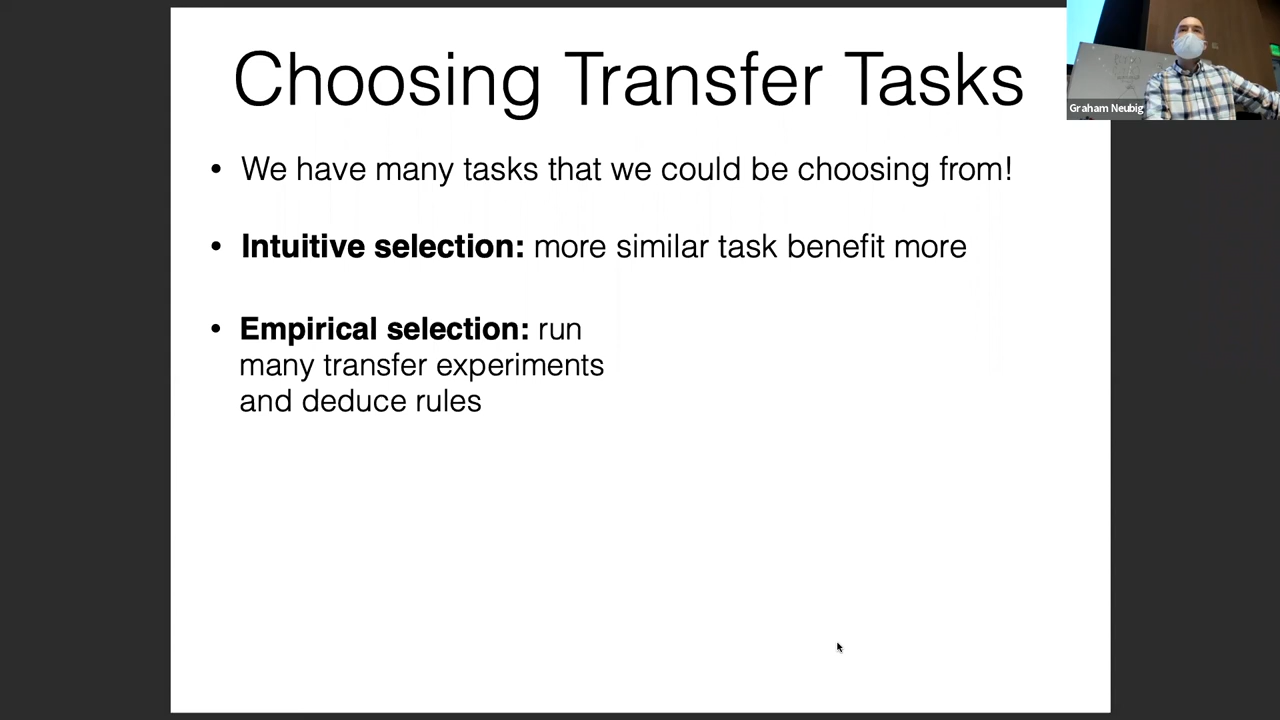 Choosing Transfer Tasks
Graham Neubig
• We have many tasks that we could be choosing from!
• Intuitive selection: more similar task benefit more
• Empirical selection: run
many transfer experiments
and deduce rules